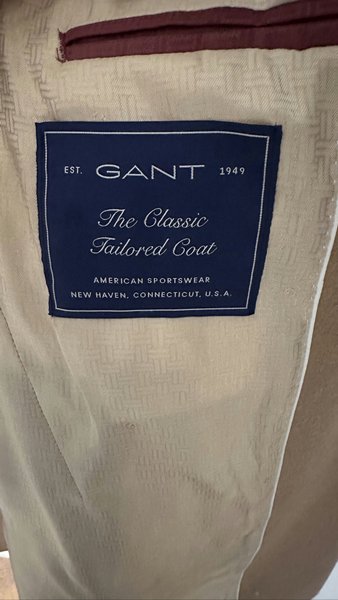 EST. GANT 1949
The Classic
Tailored Coat
AMERICAN SPORTSWEAR
NEW HAVEN, CONNECTICUT, U.S.A.